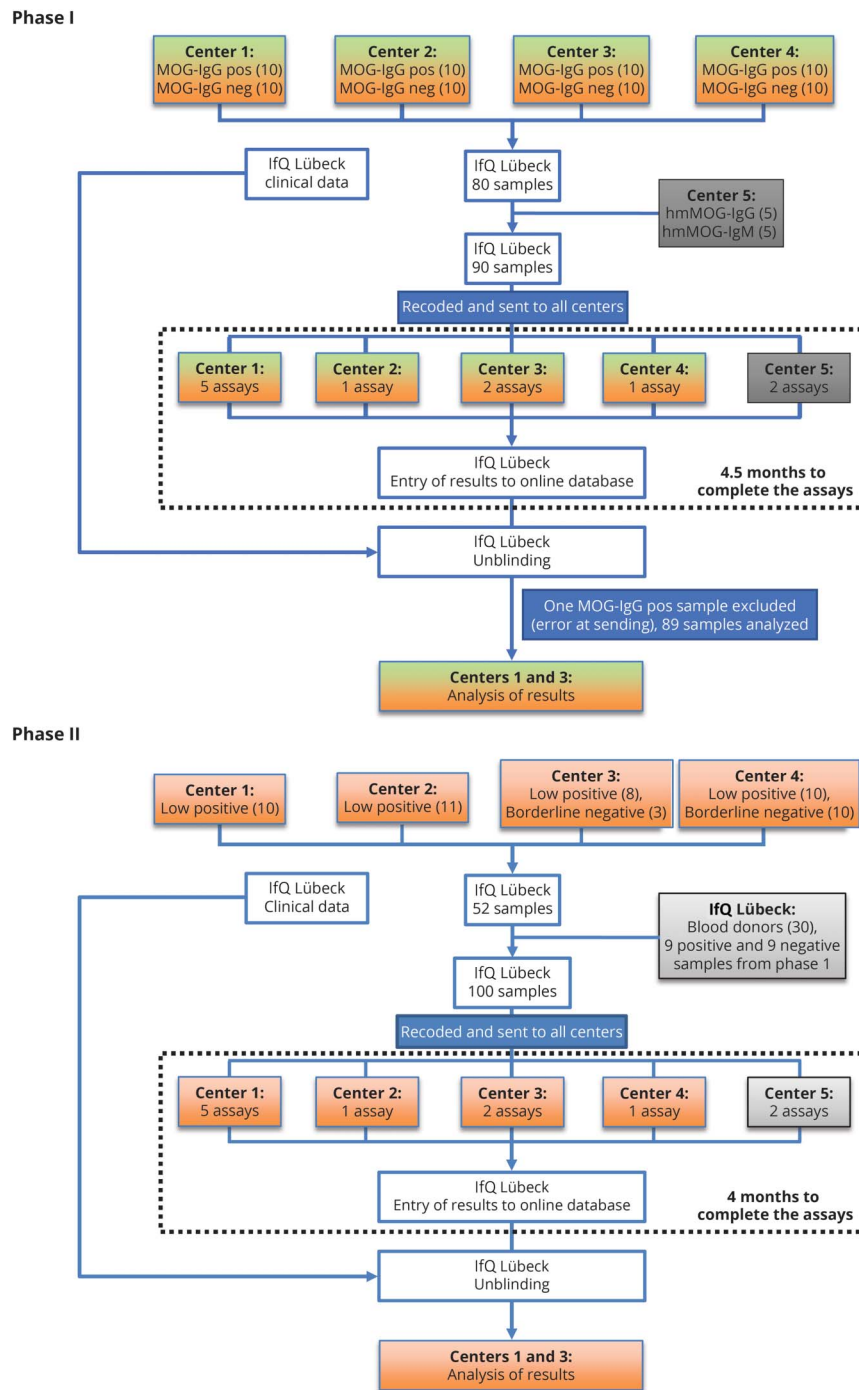 Phase I
Center 1:
MOG-IgG pos (10)
MOG-IgG neg (10)
Center 2:
MOG-IgG pos (10)
MOG-IgG neg (10)
Center 3:
MOG-IgG pos (10)
MOG-IgG neg (10)
Center 4:
MOG-IgG pos (10)
MOG-IgG neg (10)
IfQ Lübeck
clinical data
IfQ Lübeck
80 samples
Center 5:
hmMOG-IgG (5)
hmMOG-IgM (5)
IfQ Lübeck
90 samples
Recoded and sent to all centers
Center 1:
5 assays
Center 2:
1 assay
Center 3:
2 assays
Center 4:
1 assay
Center 5:
2 assays
IfQ Lübeck
Entry of results to online database
4.5 months to
complete the assays
IfQ Lübeck
Unblinding
One MOG-IgG pos sample excluded
(error at sending), 89 samples analyzed
Centers 1 and 3:
Analysis of results
Phase II
Center 1:
Low positive (10)
Center 2:
Low positive (11)
Center 3:
Low positive (8),
Borderline negative (3)
Center 4:
Low positive (10),
Borderline negative (10)
IfQ Lübeck
Clinical data
IfQ Lübeck
52 samples
IfQ Lübeck:
Blood donors (30),
9 positive and 9 negative
samples from phase 1
IfQ Lübeck
100 samples
Recoded and sent to all centers
Center 1:
5 assays
Center 2:
1 assay
Center 3:
2 assays
Center 4:
1 assay
Center 5:
2 assays
IfQ Lübeck
Entry of results to online database
4 months to
complete the assays
IfQ Lübeck
Unblinding
Centers 1 and 3:
Analysis of results